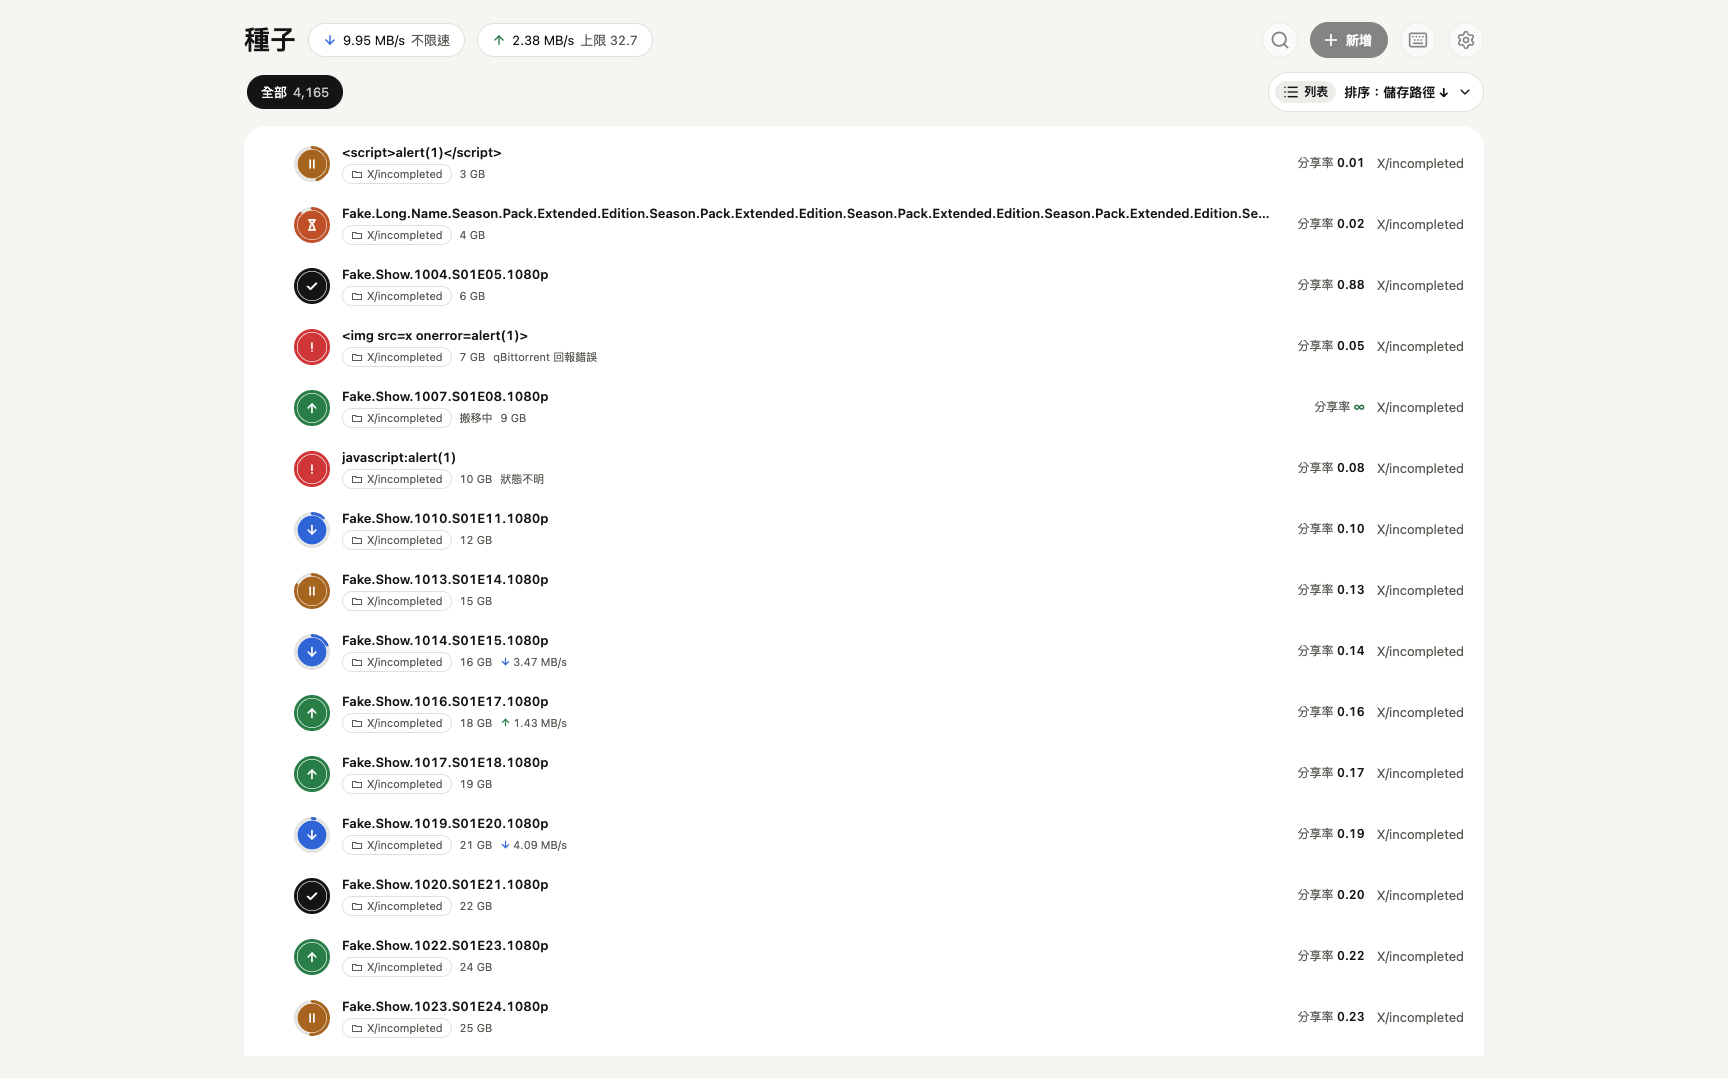 種子 9.95 MB/s 不限速 2.38 MB/s 上限 32.7 新增
全部 4,165 列表 排序：儲存路徑
<script>alert(1)</script>
X/incompleted 3 GB 分享率 0.01 X/incompleted
Fake.Long.Name.Season.Pack.Extended.Edition.Season.Pack.Extended.Edition.Season.Pack.Extended.Edition.Season.Pack.Extended.Edition.Se...
X/incompleted 4 GB 分享率 0.02 X/incompleted
Fake.Show.1004.S01E05.1080p
X/incompleted 6 GB 分享率 0.88 X/incompleted
<img src=x onerror=alert(1)>
X/incompleted 7 GB qBittorrent 回報錯誤 分享率 0.05 X/incompleted
Fake.Show.1007.S01E08.1080p
X/incompleted 搬移中 9 GB 分享率 ∞ X/incompleted
javascript:alert(1)
X/incompleted 10 GB 狀態不明 分享率 0.08 X/incompleted
Fake.Show.1010.S01E11.1080p
X/incompleted 12 GB 分享率 0.10 X/incompleted
Fake.Show.1013.S01E14.1080p
X/incompleted 15 GB 分享率 0.13 X/incompleted
Fake.Show.1014.S01E15.1080p
X/incompleted 16 GB 3.47 MB/s 分享率 0.14 X/incompleted
Fake.Show.1016.S01E17.1080p
X/incompleted 18 GB 1.43 MB/s 分享率 0.16 X/incompleted
Fake.Show.1017.S01E18.1080p
X/incompleted 19 GB 分享率 0.17 X/incompleted
Fake.Show.1019.S01E20.1080p
X/incompleted 21 GB 4.09 MB/s 分享率 0.19 X/incompleted
Fake.Show.1020.S01E21.1080p
X/incompleted 22 GB 分享率 0.20 X/incompleted
Fake.Show.1022.S01E23.1080p
X/incompleted 24 GB 分享率 0.22 X/incompleted
Fake.Show.1023.S01E24.1080p
X/incompleted 25 GB 分享率 0.23 X/incompleted